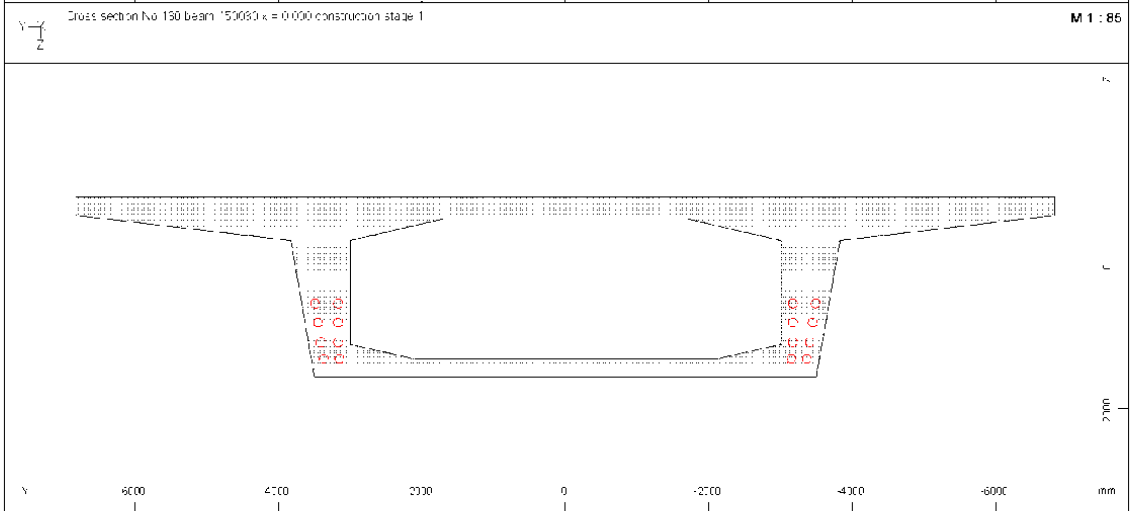 Cross section No 130 beam 150030 x = 0.000 construction stage 1
M 1 : 85
Y
Z
Y 6000 4000 2000 0 -2000 -4000 -6000 mm